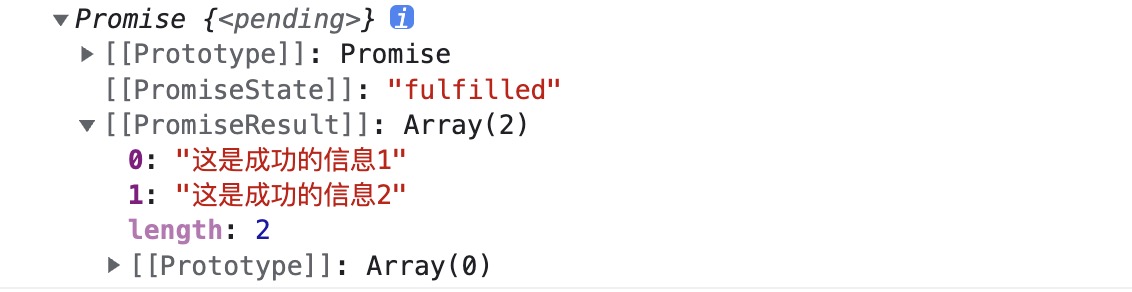 Promise {<pending>} i
[[Prototype]]: Promise
[[PromiseState]]: "fulfilled"
[[PromiseResult]]: Array(2)
0: "这是成功的信息1"
1: "这是成功的信息2"
length: 2
[[Prototype]]: Array(0)